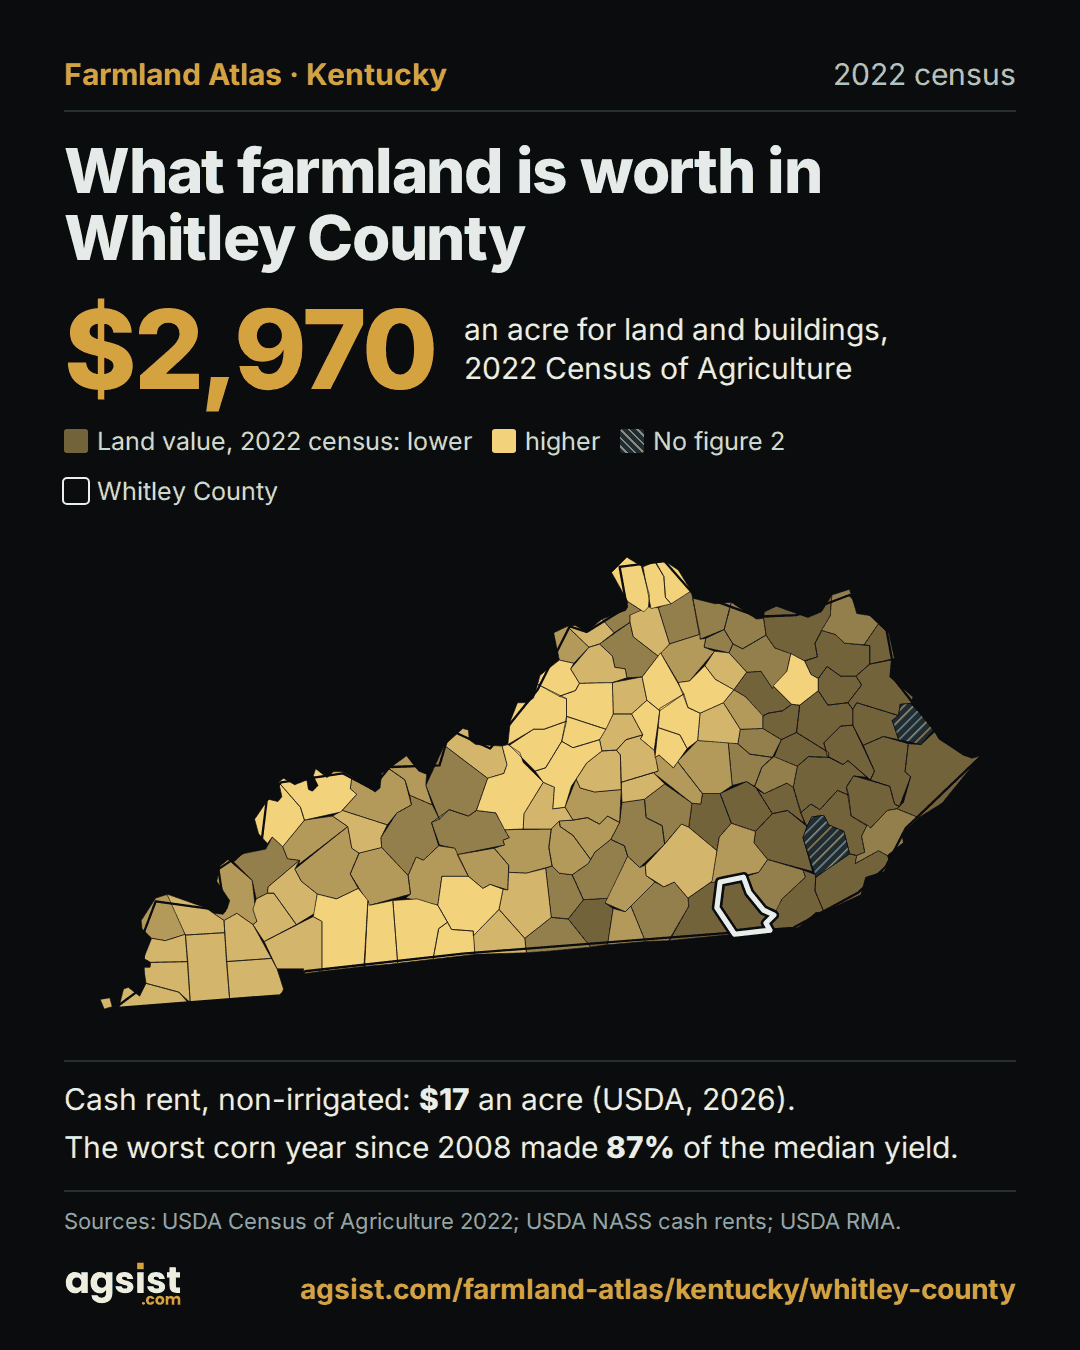 Farmland Atlas · Kentucky
2022 census
What farmland is worth in
Whitley County
$2,970
an acre for land and buildings,
2022 Census of Agriculture
Land value, 2022 census: lower
higher
No figure 2
Whitley County
Cash rent, non-irrigated: $17 an acre (USDA, 2026).
The worst corn year since 2008 made 87% of the median yield.
Sources: USDA Census of Agriculture 2022; USDA NASS cash rents; USDA RMA.
agsist
.com
agsist.com/farmland-atlas/kentucky/whitley-county